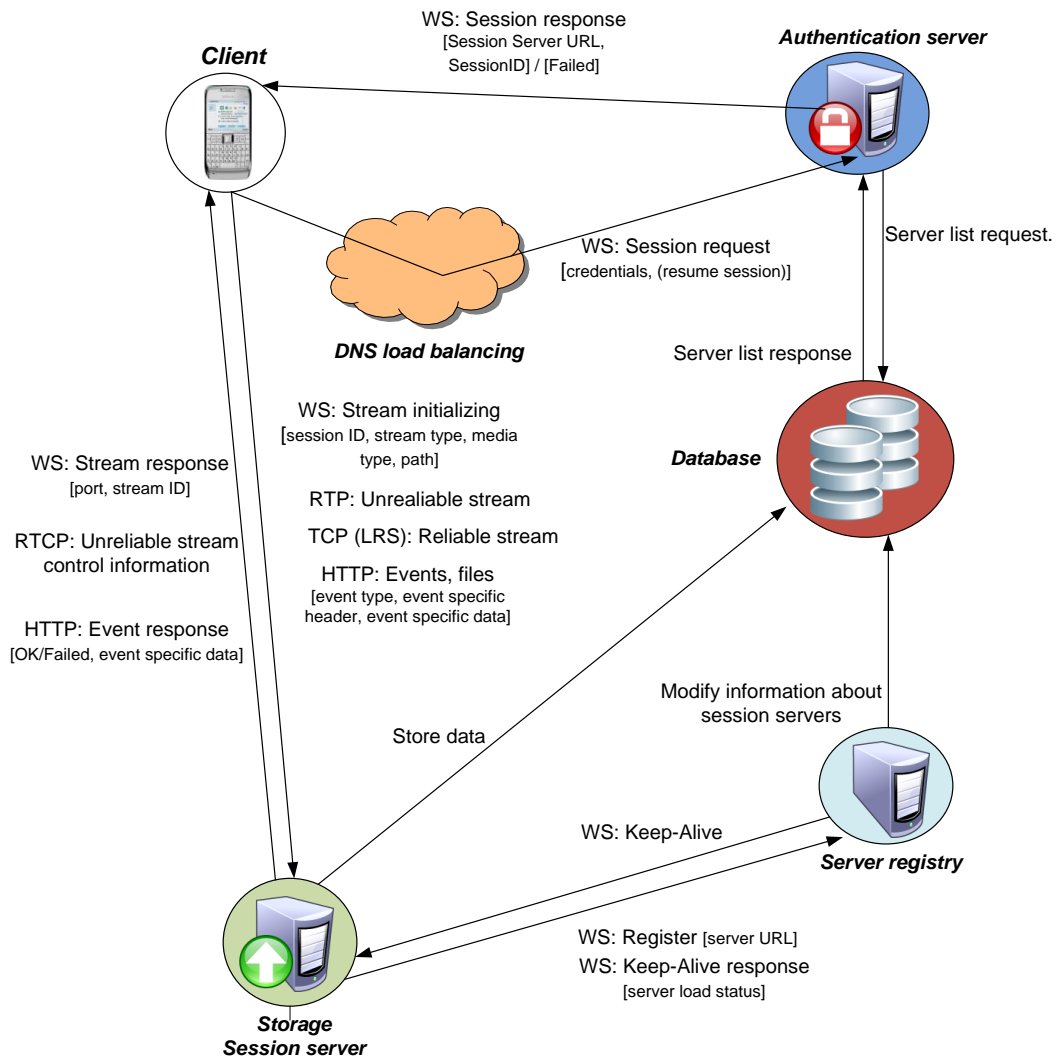 WS: Session response
[Session Server URL,
SessionID] / [Failed]
Authentication server
Client
Server list request.
WS: Session request
[credentials, (resume session)]
DNS load balancing
Server list response
WS: Stream initializing
[session ID, stream type, media
type, path]
Database
WS: Stream response
[port, stream ID]
RTP: Unrealiable stream
TCP (LRS): Reliable stream
RTCP: Unreliable stream
control information
HTTP: Events, files
[event type, event specific
header, event specific data]
HTTP: Event response
[OK/Failed, event specific data]
Modify information about
session servers
Store data
WS: Keep-Alive
Server registry
WS: Register [server URL]
WS: Keep-Alive response
[server load status]
Storage
Session server